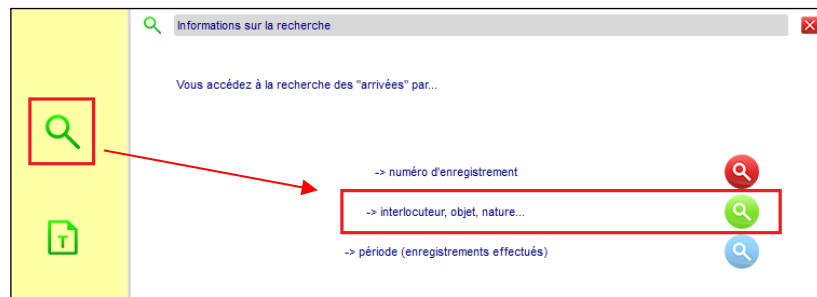 Informations sur la recherche
Vous accédez à la recherche des "arrivées" par...
-> numéro d'enregistrement
-> interlocuteur, objet, nature...
T
-> période (enregistrements effectués)